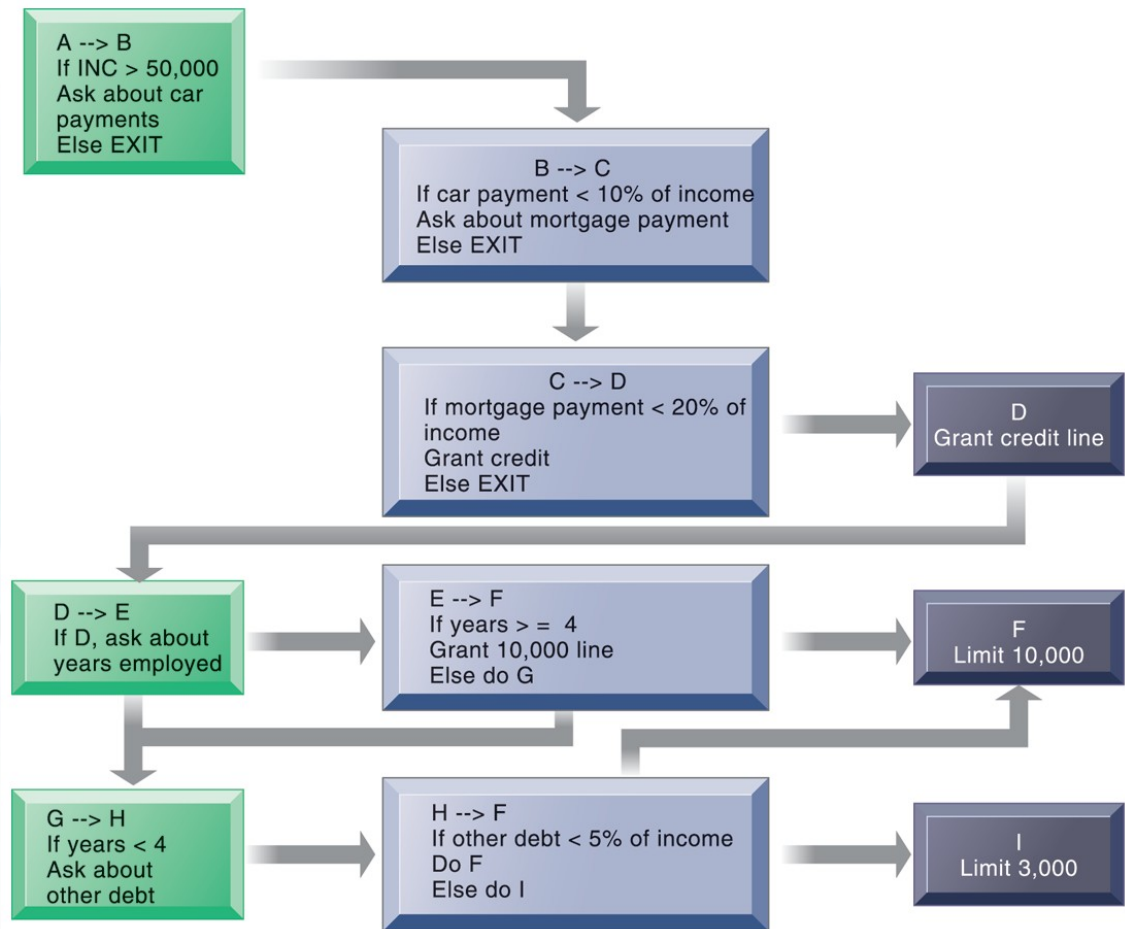 A --> B
If INC > 50,000
Ask about car
payments
Else EXIT
B --> C
If car payment < 10% of income
Ask about mortgage payment
Else EXIT
C --> D
If mortgage payment < 20% of
income
Grant credit
Else EXIT
D
Grant credit line
D --> E
If D, ask about
years employed
E --> F
If years > = 4
Grant 10,000 line
Else do G
F
Limit 10,000
G --> H
If years < 4
Ask about
other debt
H --> F
If other debt < 5% of income
Do F
Else do I
I
Limit 3,000